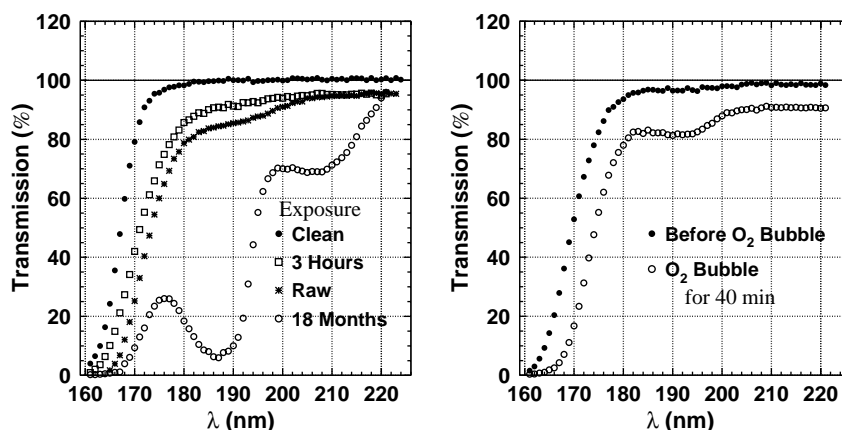 Transmission (%)
120
100
80
60
40
20
0
160 170 180 190 200 210 220
λ (nm)
Exposure
Clean
3 Hours
Raw
18 Months
Transmission (%)
120
100
80
60
40
20
0
160 170 180 190 200 210 220
λ (nm)
Before O₂ Bubble
O₂ Bubble
for 40 min